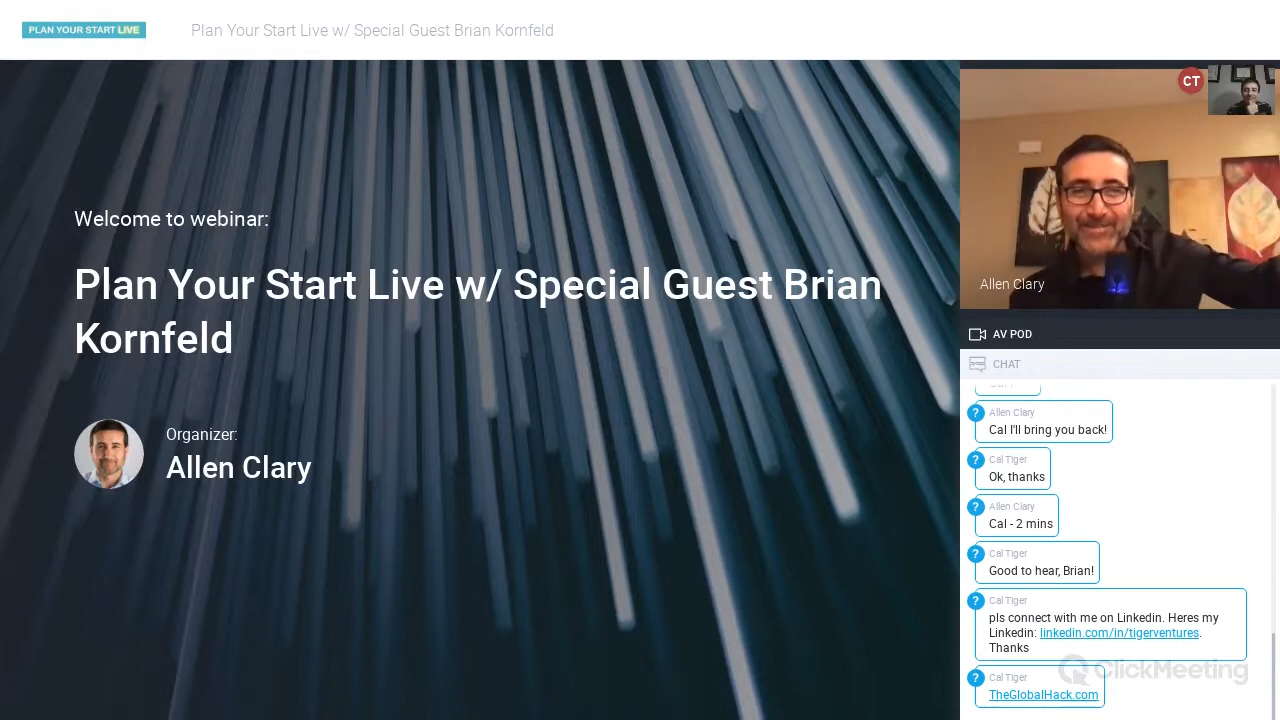 PLAN YOUR START LIVE
Plan Your Start Live w/ Special Guest Brian Kornfeld
Welcome to webinar:
Plan Your Start Live w/ Special Guest Brian
Kornfeld
Organizer:
Allen Clary
CT
Allen Clary
AV POD
CHAT
Allen Clary
Cal I'll bring you back!
Cal Tiger
Ok, thanks
Allen Clary
Cal - 2 mins
Cal Tiger
Good to hear, Brian!
Cal Tiger
pls connect with me on Linkedin. Heres my
Linkedin: linkedin.com/in/tigerventures.
Thanks
ClickMeeting
Cal Tiger
TheGlobalHack.com